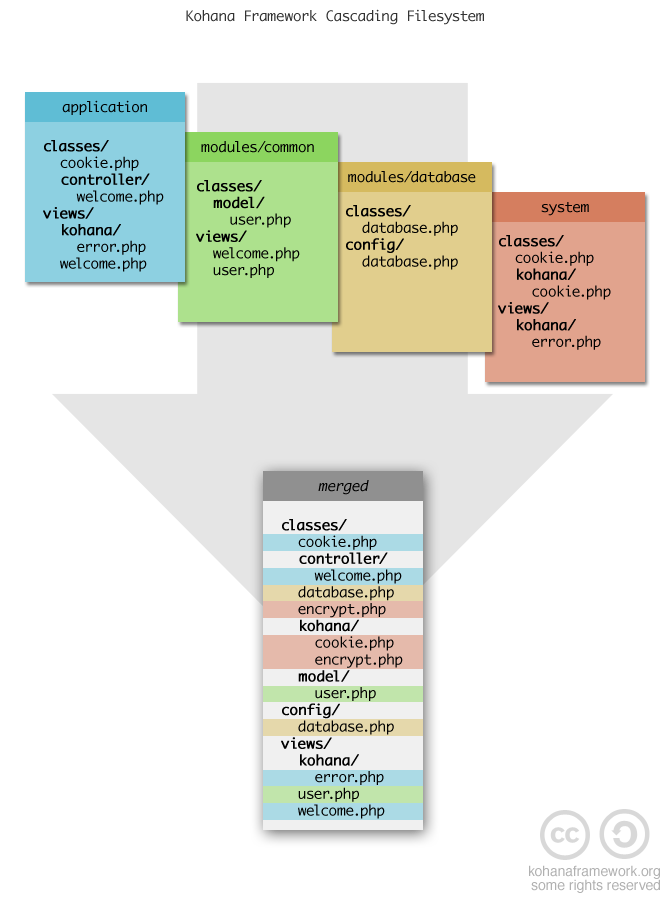 Kohana Framework Cascading Filesystem
application
classes/
cookie.php
controller/
welcome.php
views/
kohana/
error.php
welcome.php
modules/common
classes/
model/
user.php
views/
welcome.php
user.php
modules/database
classes/
database.php
config/
database.php
system
classes/
cookie.php
kohana/
cookie.php
views/
kohana/
error.php
merged
classes/
cookie.php
controller/
welcome.php
database.php
encrypt.php
kohana/
cookie.php
encrypt.php
model/
user.php
config/
database.php
views/
kohana/
error.php
user.php
welcome.php
cc
kohanaframework.org
some rights reserved